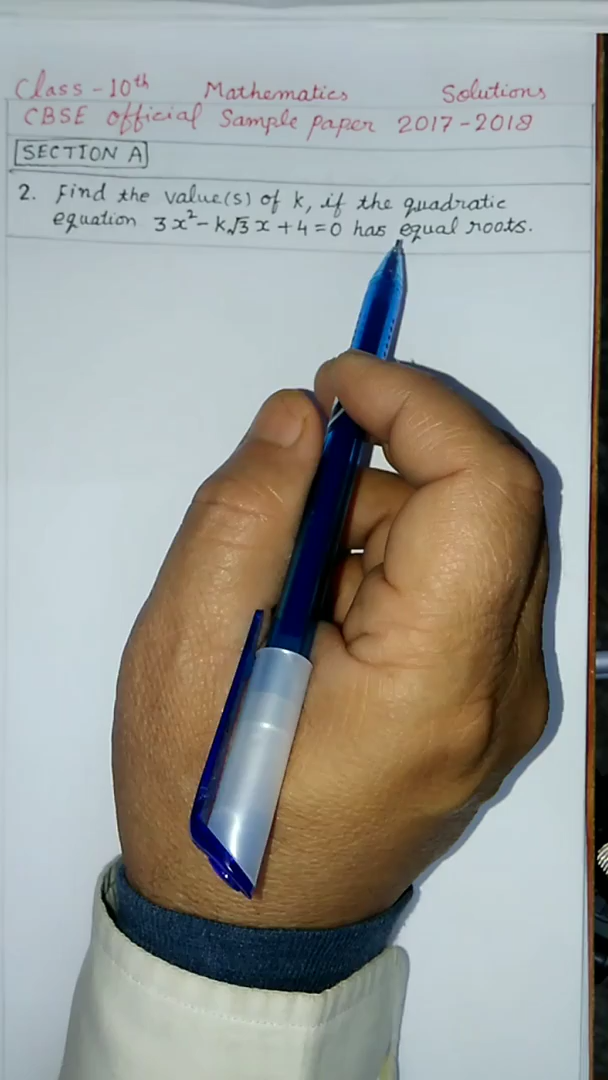 Class-10th Mathematics Solutions
CBSE official Sample paper 2017-2018
SECTION A
2. Find the value(s) of k, if the quadratic
equation 3x²-k√3x+4=0 has equal roots.